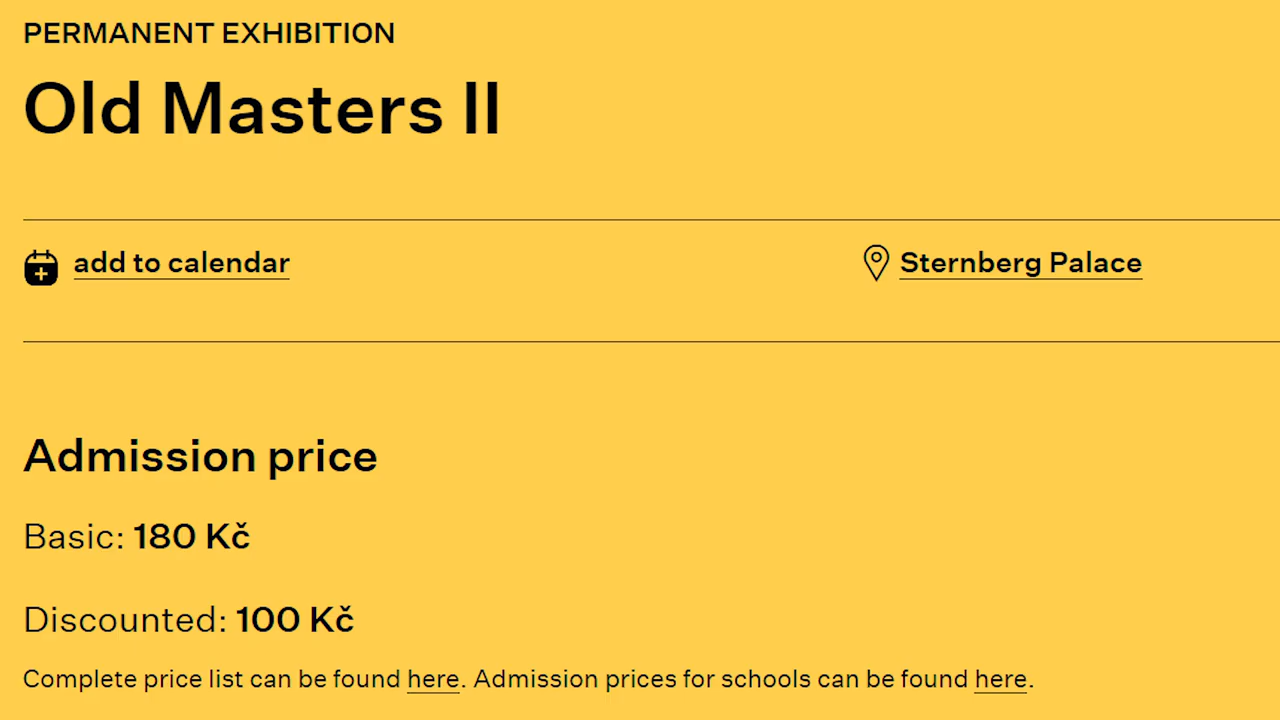 PERMANENT EXHIBITION
Old Masters II
add to calendar
Sternberg Palace
Admission price
Basic: 180 Kč
Discounted: 100 Kč
Complete price list can be found here. Admission prices for schools can be found here.